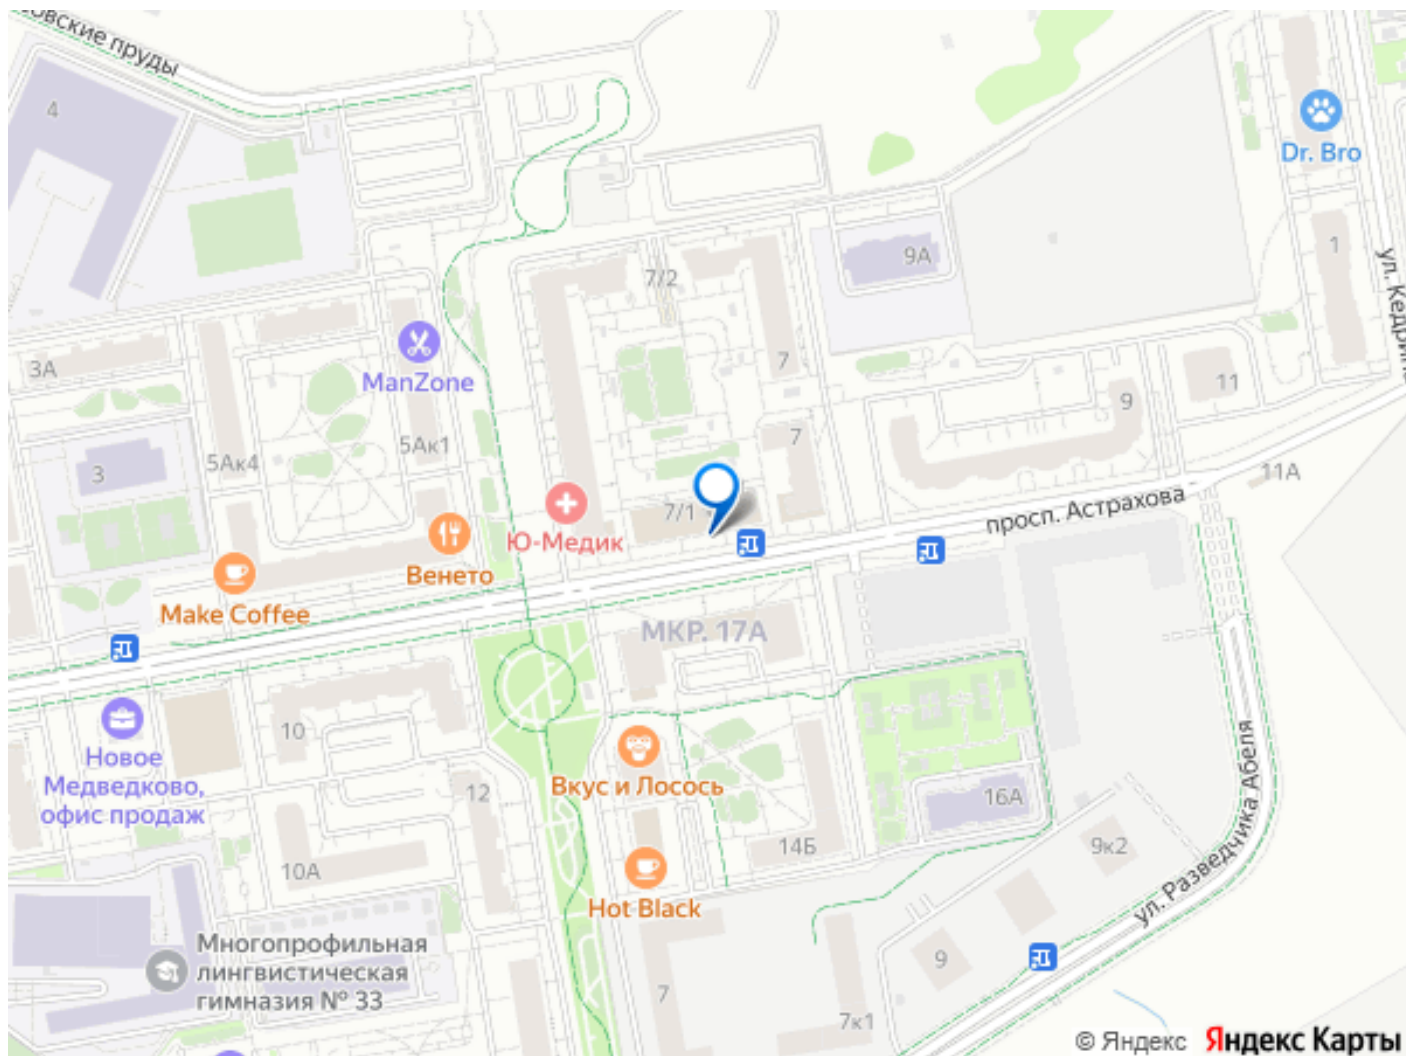 овские пруды
4
Dr. Bro
9А
1
7/2
ул. Кедрина
3А
ManZone
7
11
9
5Ак4
5Ак1
7
3
11А
7/1
просп. Астрахова
Ю-Медик
Венето
Make Coffee
МКР. 17А
10
Новое
Медведково,
офис продаж
Вкус и Лосось
12
16А
ул. Разведчика Абеля
10А
14Б
9к2
Hot Black
Многопрофильная
лингвистическая
гимназия № 33
9
7
7к1
© Яндекс Яндекс Карты